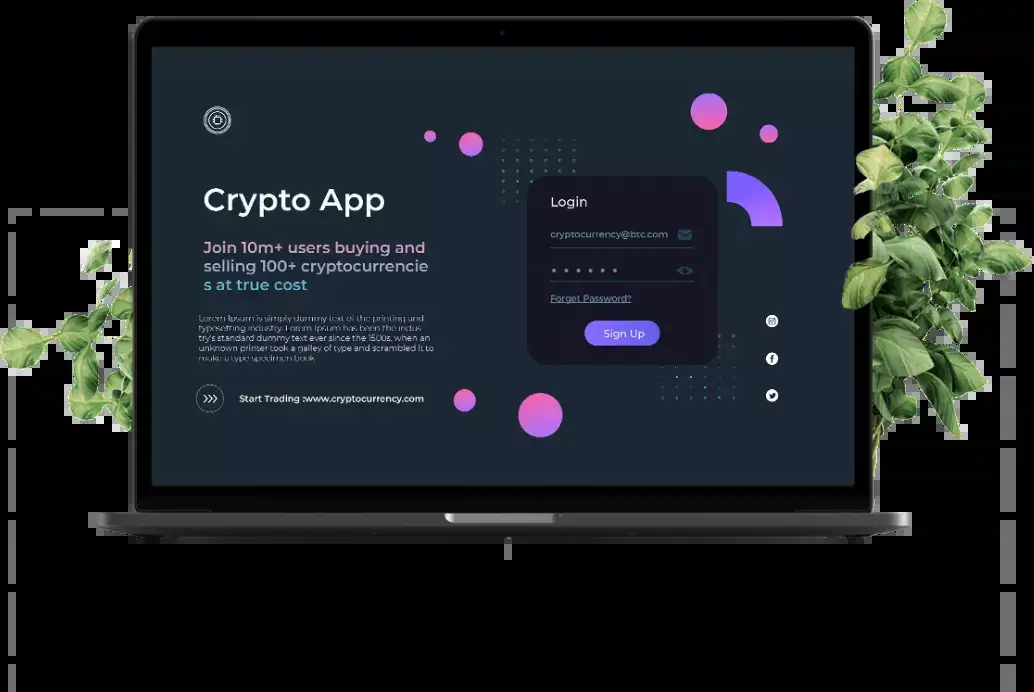 Crypto App
Join 10m+ users buying and
selling 100+ cryptocurrencie
s at true cost
Lorem Ipsum is simply dummy text of the printing and
typesetting industry. Lorem Ipsum has been the indus
try's standard dummy text ever since the 1500s, when an
unknown printer took a galley of type and scrambled it to
make a type specimen book
Start Trading :www.cryptocurrency.com
Login
cryptocurrency@btc.com
Forget Password?
Sign Up